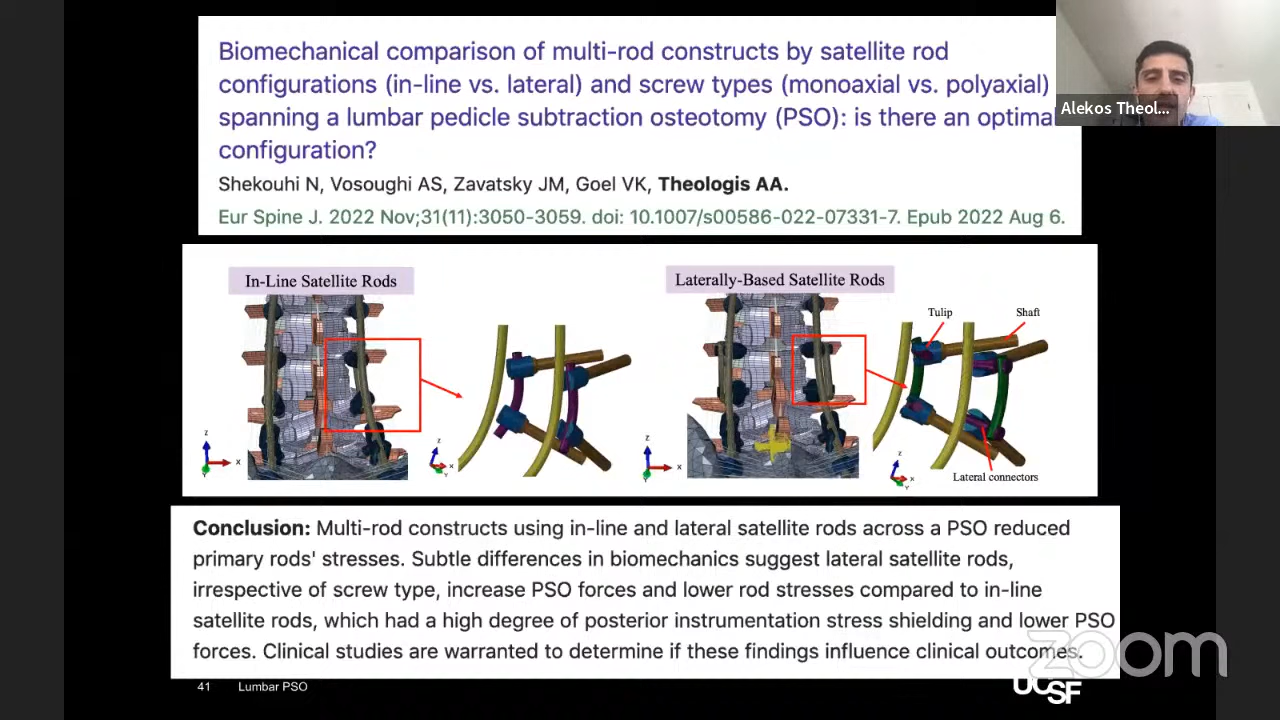 Biomechanical comparison of multi-rod constructs by satellite rod
configurations (in-line vs. lateral) and screw types (monoaxial vs. polyaxial)
spanning a lumbar pedicle subtraction osteotomy (PSO): is there an optima
configuration?
Shekouhi N, Vosoughi AS, Zavatsky JM, Goel VK, Theologis AA.
Eur Spine J. 2022 Nov;31(11):3050-3059. doi: 10.1007/s00586-022-07331-7. Epub 2022 Aug 6.
Alekos Theol...
In-Line Satellite Rods
Laterally-Based Satellite Rods
Tulip
Shaft
Lateral connectors
Z
X
Y
Z
X
Y
Z
X
Y
Z
X
Y
Conclusion: Multi-rod constructs using in-line and lateral satellite rods across a PSO reduced
primary rods' stresses. Subtle differences in biomechanics suggest lateral satellite rods,
irrespective of screw type, increase PSO forces and lower rod stresses compared to in-line
satellite rods, which had a high degree of posterior instrumentation stress shielding and lower PSO
forces. Clinical studies are warranted to determine if these findings influence clinical outcomes.
zoom
41 Lumbar PSO
UCSF